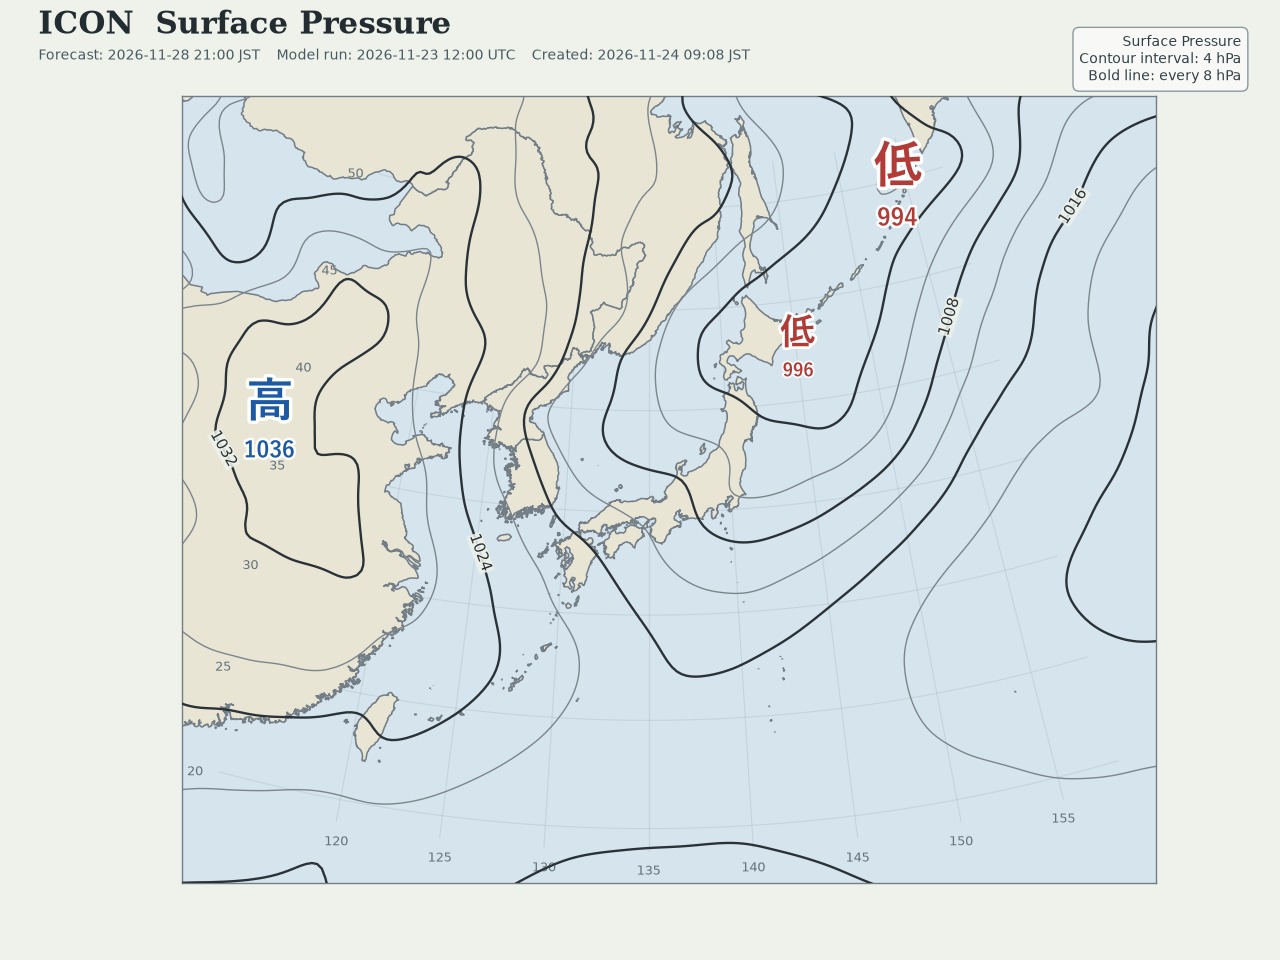 ICON  Surface Pressure
Forecast: 2026-11-28 21:00 JST    Model run: 2026-11-23 12:00 UTC    Created: 2026-11-24 09:08 JST
Surface Pressure
Contour interval: 4 hPa
Bold line: every 8 hPa
50
低
994
1016
45
1008
低
996
40
高
1036
1032
35
1024
30
25
20
120
125
130
135
140
145
150
155